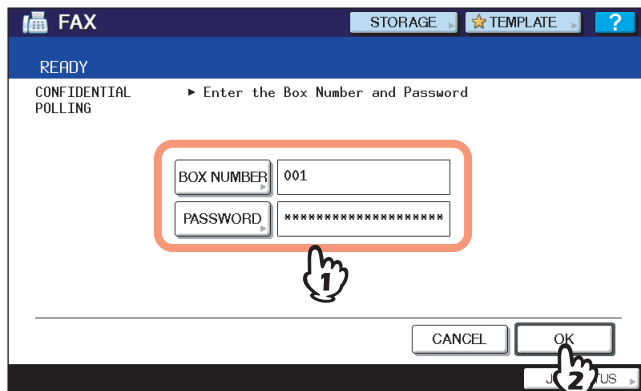 FAX
STORAGE
TEMPLATE
?
READY
CONFIDENTIAL
POLLING
► Enter the Box Number and Password
BOX NUMBER
001
PASSWORD
********************
1
CANCEL
OK
2
TUS